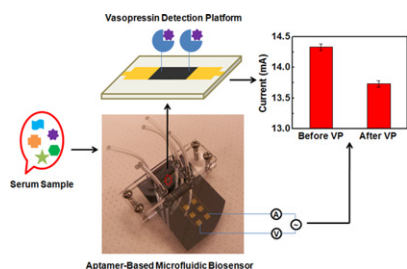 Vasopressin Detection Platform
Serum Sample
Aptamer-Based Microfluidic Biosensor
A
V
~
Current (mA)
14.5
14.0
13.5
13.0
Before VP
After VP